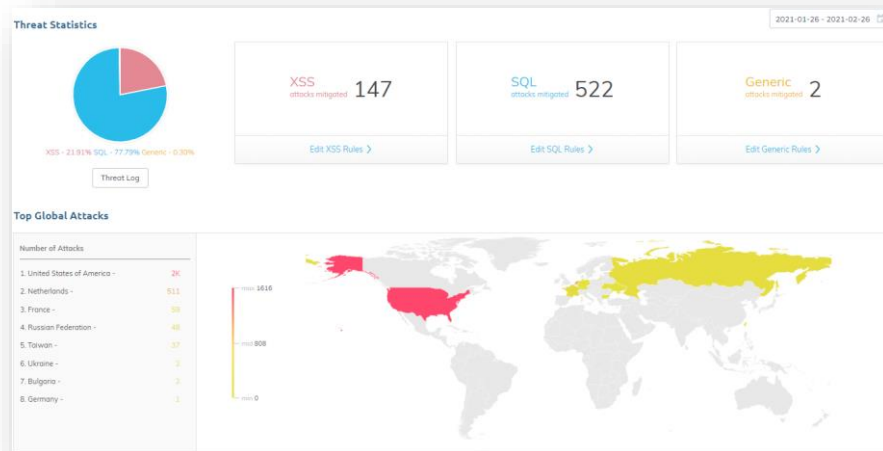 Threat Statistics
2021-01-26 - 2021-02-26
XSS
attacks mitigated 147
Edit XSS Rules >
SQL
attacks mitigated 522
Edit SQL Rules >
Generic
attacks mitigated 2
Edit Generic Rules >
XSS - 21.91% SQL - 77.79% Generic - 0.30%
Threat Log
Top Global Attacks
Number of Attacks
1. United States of America - 2K
2. Netherlands - 511
3. France - 59
4. Russian Federation - 48
5. Taiwan - 37
6. Ukraine -
7. Bulgaria -
8. Germany - 1
max 1616
mid 808
min 0